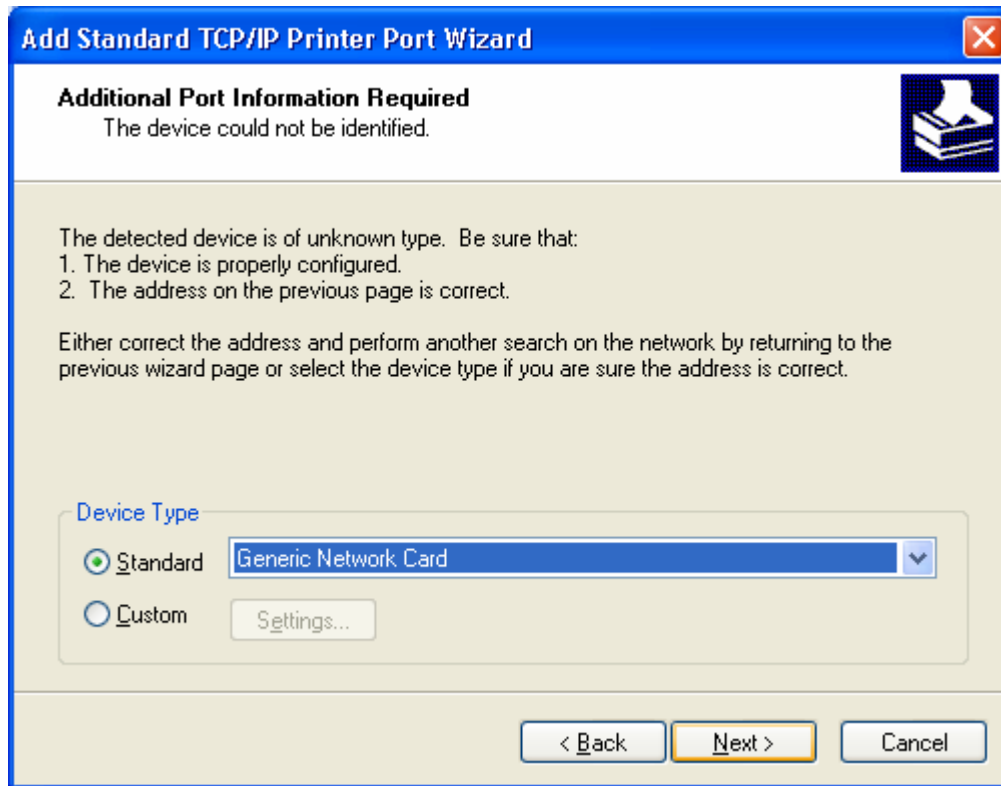 Add Standard TCP/IP Printer Port Wizard
Additional Port Information Required
The device could not be identified.
The detected device is of unknown type.  Be sure that:
1. The device is properly configured.
2.  The address on the previous page is correct.
Either correct the address and perform another search on the network by returning to the
previous wizard page or select the device type if you are sure the address is correct.
Device Type
Standard
Generic Network Card
Custom
Settings...
< Back
Next >
Cancel